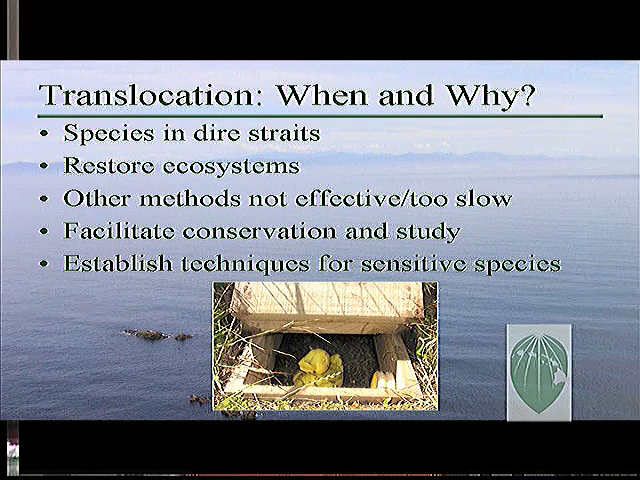 Translocation: When and Why?
• Species in dire straits
• Restore ecosystems
• Other methods not effective/too slow
• Facilitate conservation and study
• Establish techniques for sensitive species